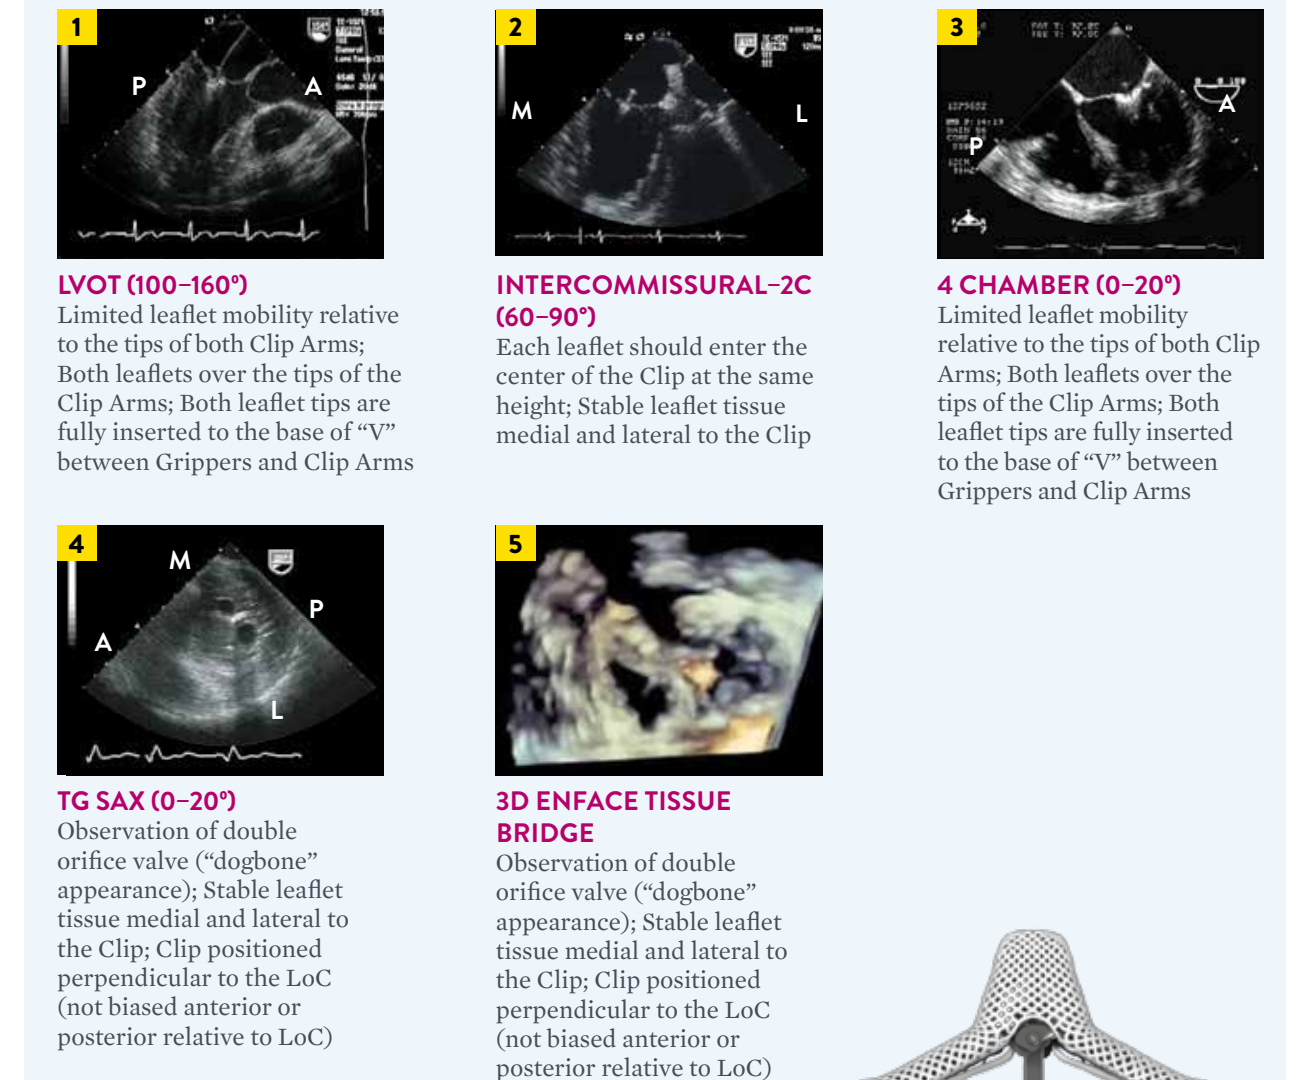 1
P
A
LVOT (100–160º)
Limited leaflet mobility relative
to the tips of both Clip Arms;
Both leaflets over the tips of the
Clip Arms; Both leaflet tips are
fully inserted to the base of “V”
between Grippers and Clip Arms
2
M
L
INTERCOMMISSURAL–2C
(60–90º)
Each leaflet should enter the
center of the Clip at the same
height; Stable leaflet tissue
medial and lateral to the Clip
3
A
P
4 CHAMBER (0–20º)
Limited leaflet mobility
relative to the tips of both Clip
Arms; Both leaflets over the
tips of the Clip Arms; Both
leaflet tips are fully inserted
to the base of “V” between
Grippers and Clip Arms
4
M
P
A
L
TG SAX (0–20º)
Observation of double
orifice valve (“dogbone”
appearance); Stable leaflet
tissue medial and lateral to
the Clip; Clip positioned
perpendicular to the LoC
(not biased anterior or
posterior relative to LoC)
5
3D ENFACE TISSUE
BRIDGE
Observation of double
orifice valve (“dogbone”
appearance); Stable leaflet
tissue medial and lateral to
the Clip; Clip positioned
perpendicular to the LoC
(not biased anterior or
posterior relative to LoC)